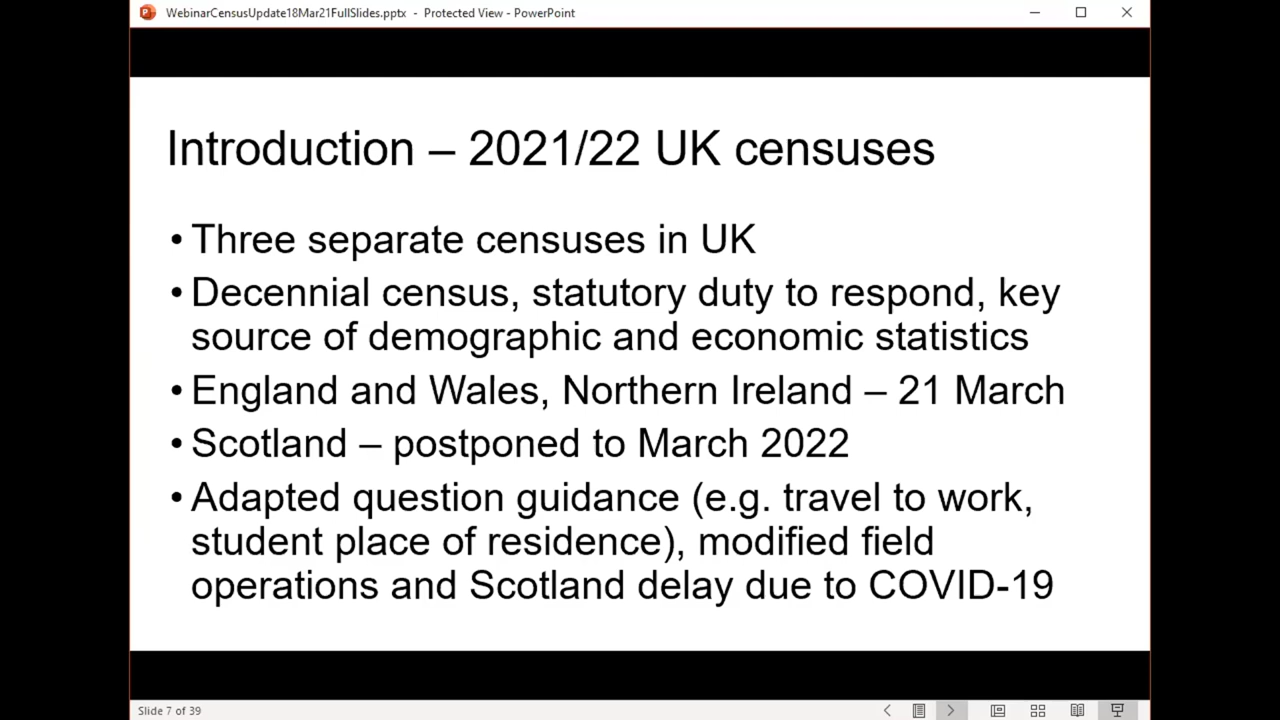 WebinarCensusUpdate18Mar21FullSlides.pptx - Protected View - PowerPoint
Introduction – 2021/22 UK censuses
• Three separate censuses in UK
• Decennial census, statutory duty to respond, key
source of demographic and economic statistics
• England and Wales, Northern Ireland – 21 March
• Scotland – postponed to March 2022
• Adapted question guidance (e.g. travel to work,
student place of residence), modified field
operations and Scotland delay due to COVID-19
Slide 7 of 39